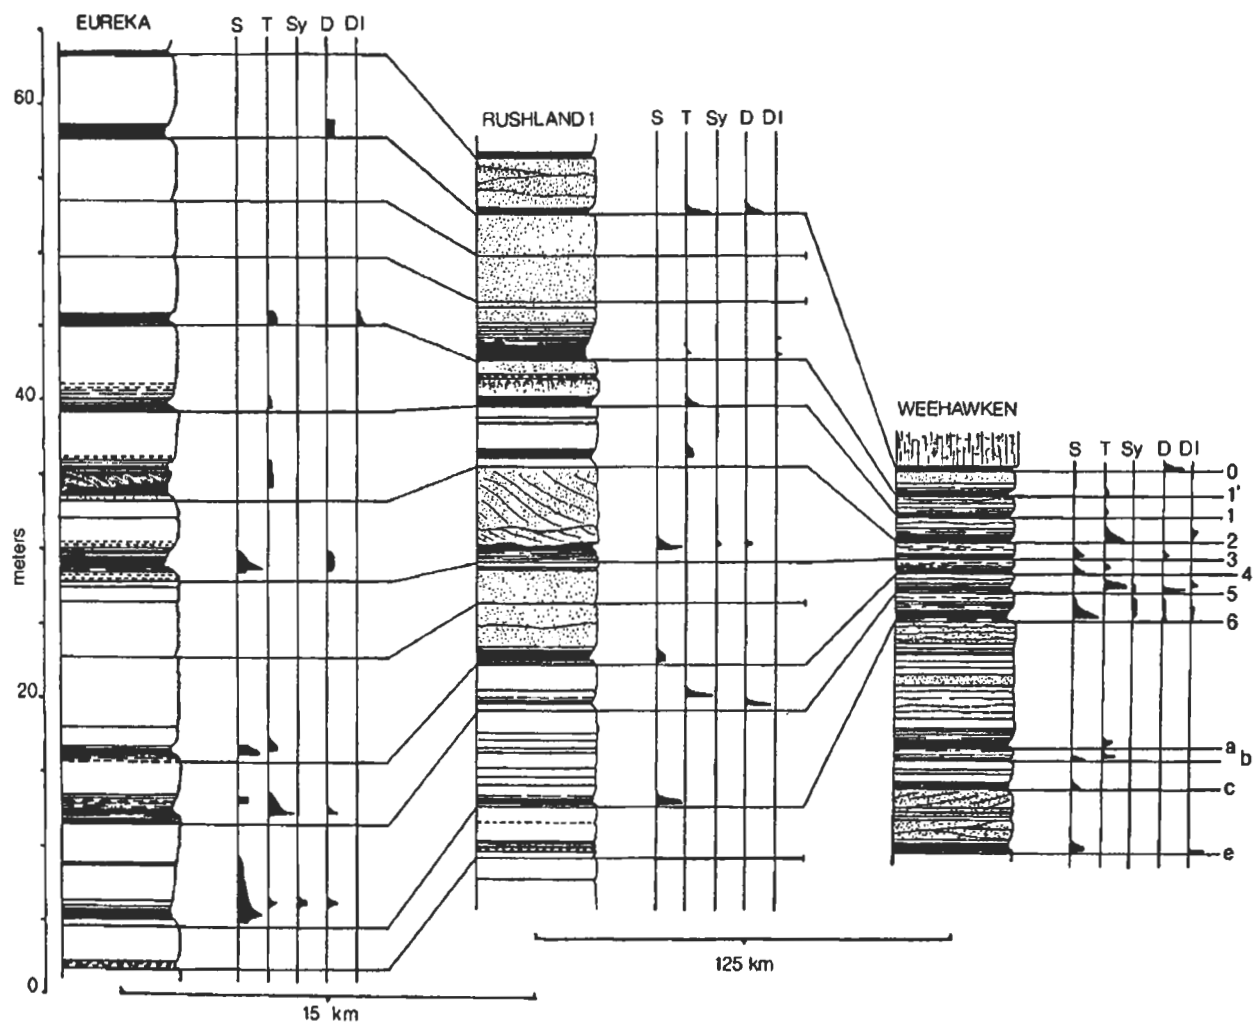 EUREKA
S T Sy D Dl
60
40
meters
20
0
15 km
RUSHLAND 1
S T Sy D Dl
125 km
WEEHAWKEN
S T Sy D Dl
0
1'
1
2
3
4
5
6
a
b
c
e